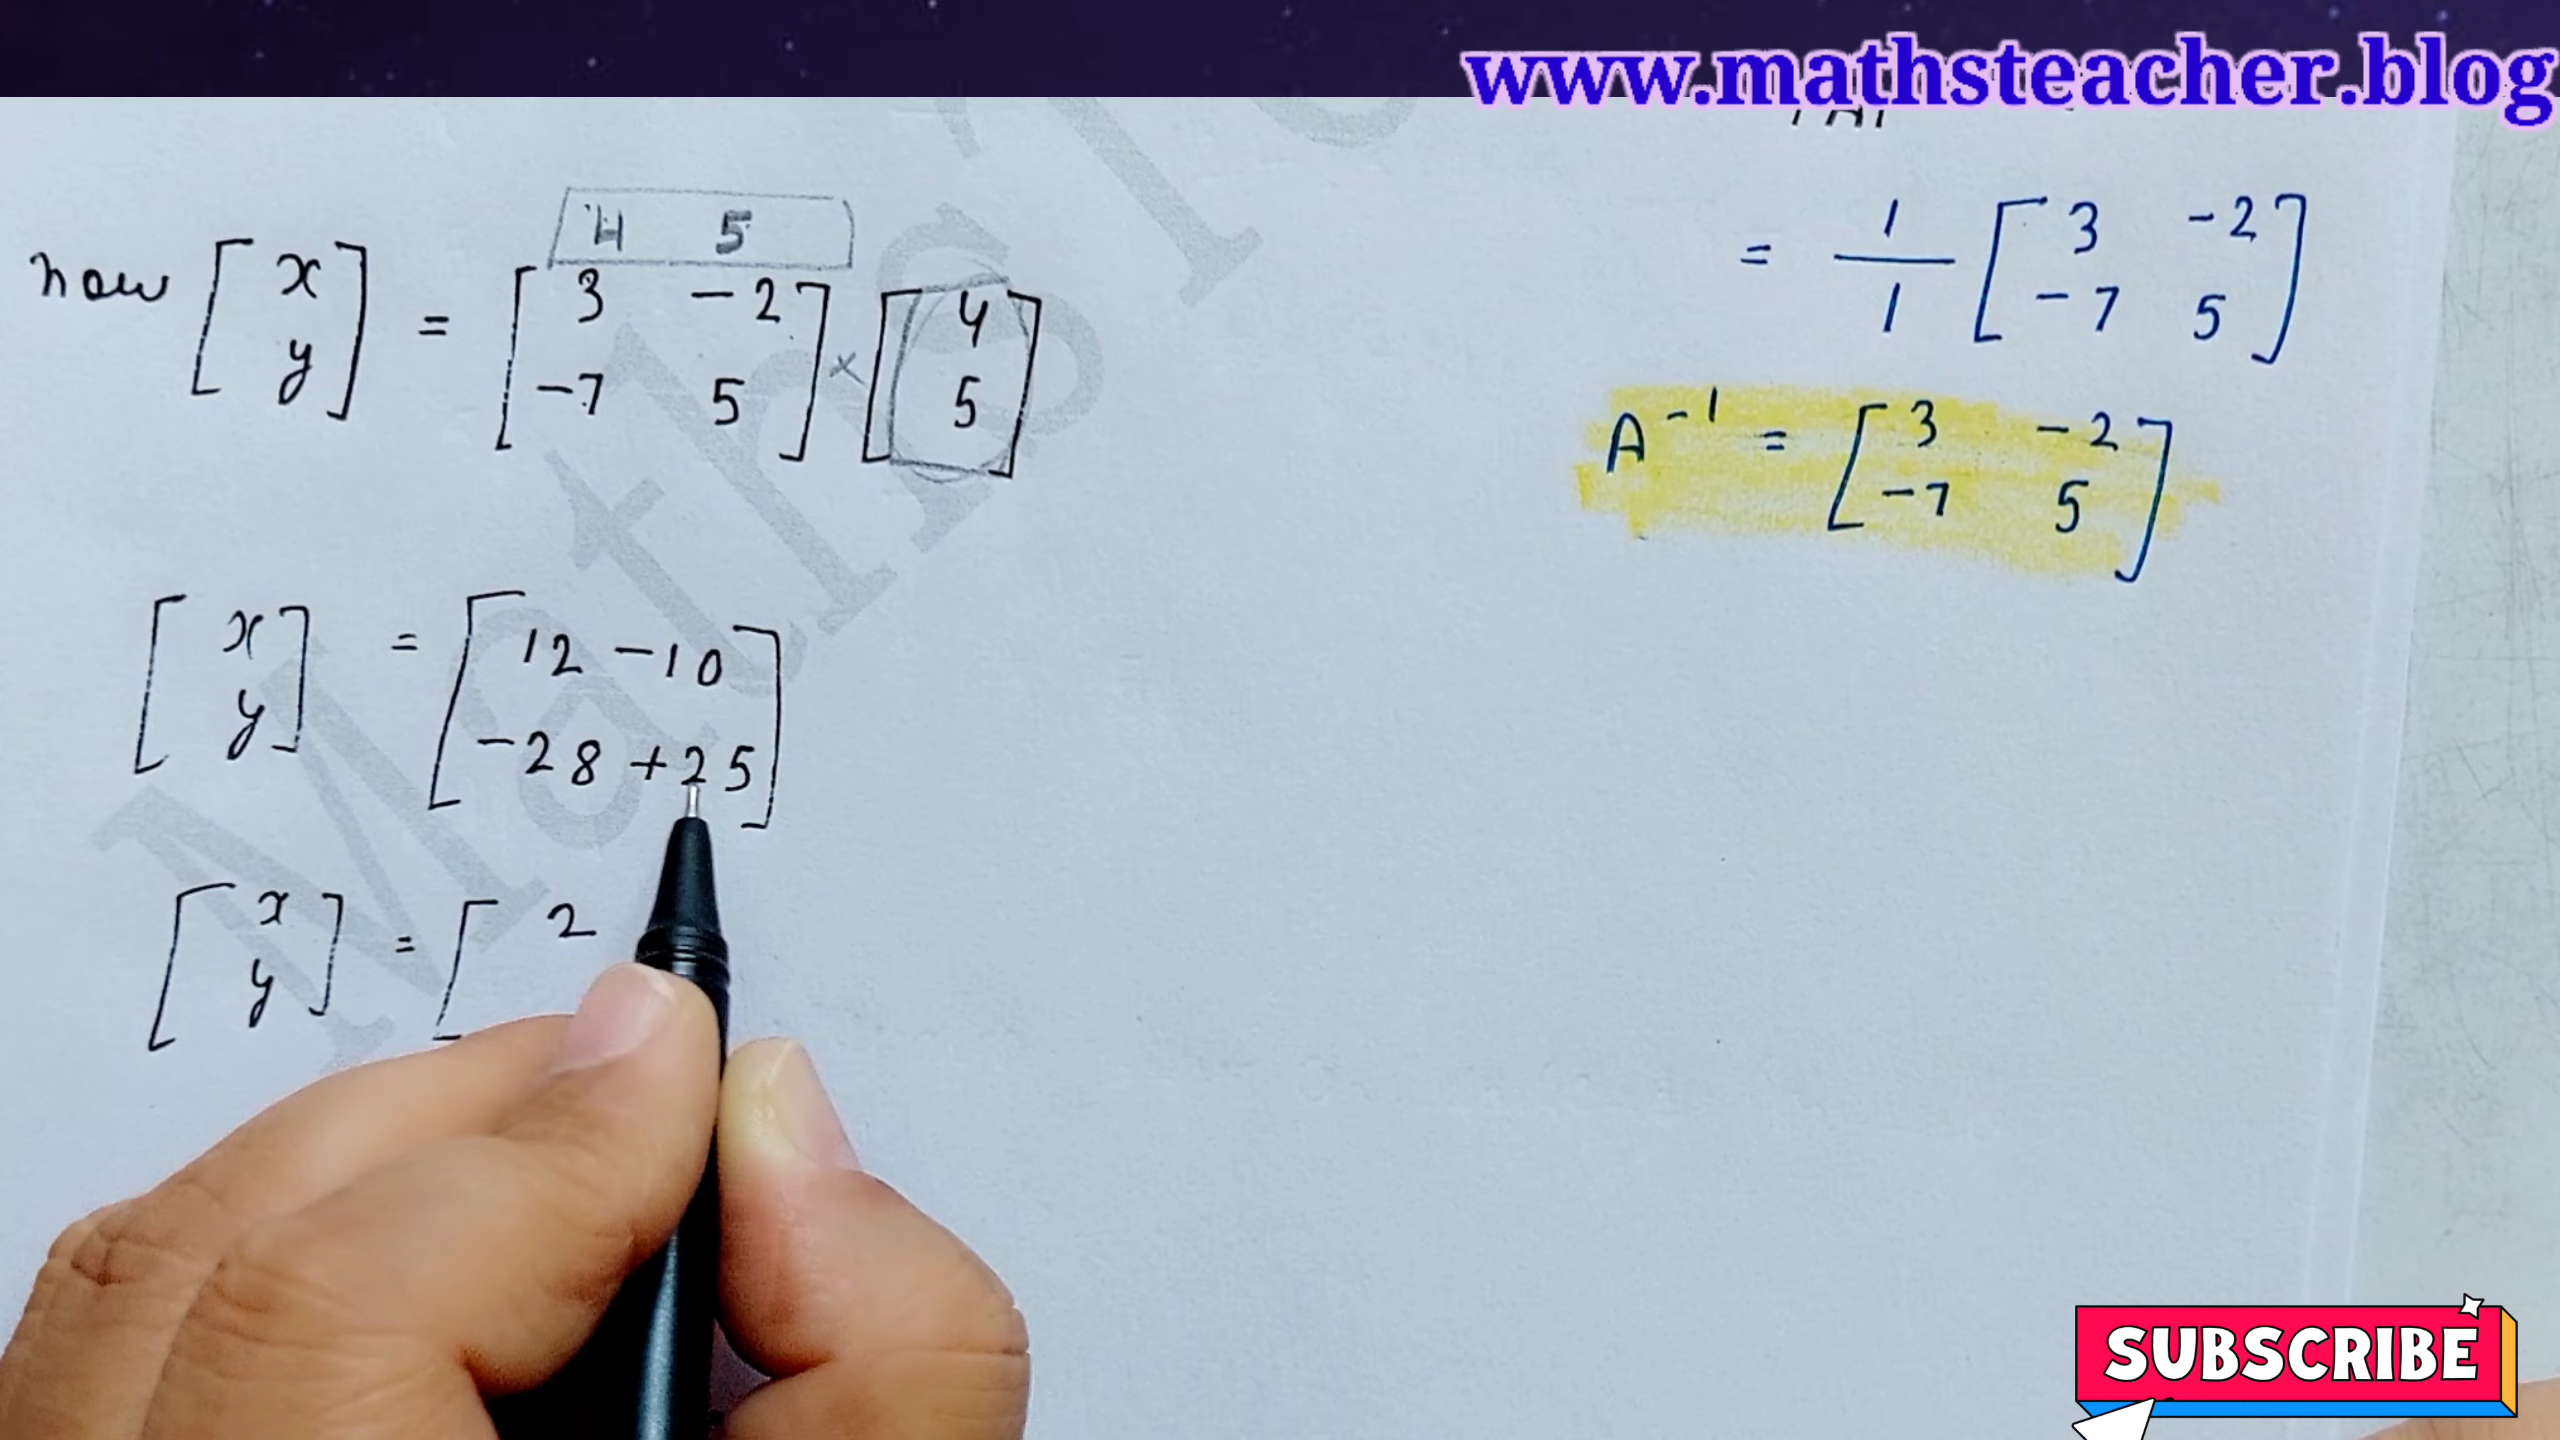 www.mathsteacher.blog
4 5
now [x y] = [3 -2
-7 5] × [4
5]
[x y] = [12 -10
-28 +25]
[x y] = [2
= 1/1 [3 -2
-7 5]
A⁻¹ = [3 -2
-7 5]
Maths
SUBSCRIBE